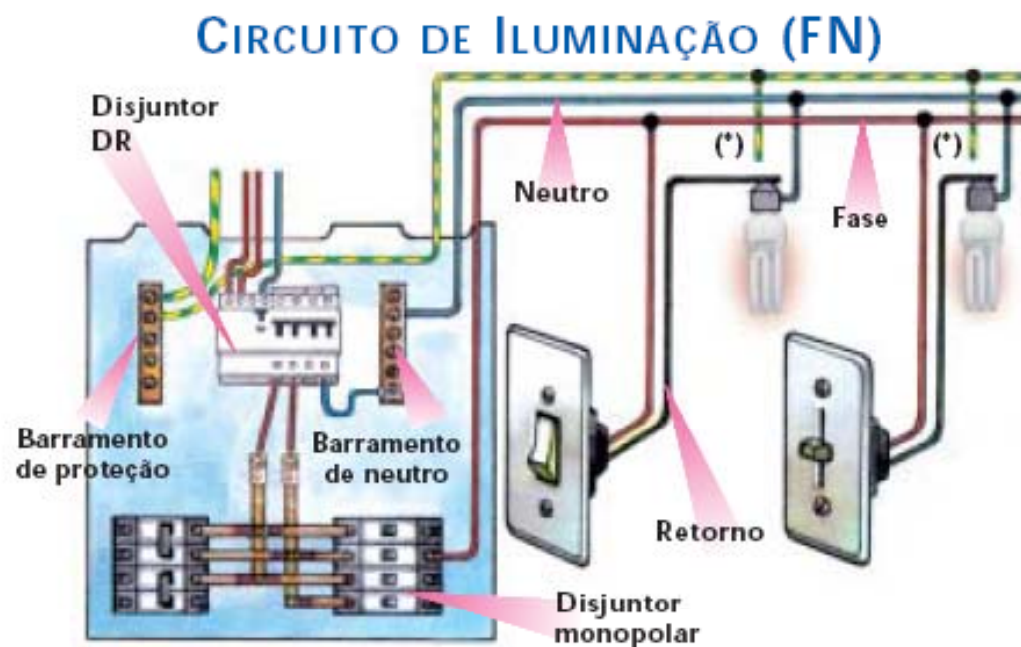 CIRCUITO DE ILUMINAÇÃO (FN)
Disjuntor
DR
Neutro
(*)
Fase
(*)
Barramento
de proteção
Barramento
de neutro
Retorno
Disjuntor
monopolar